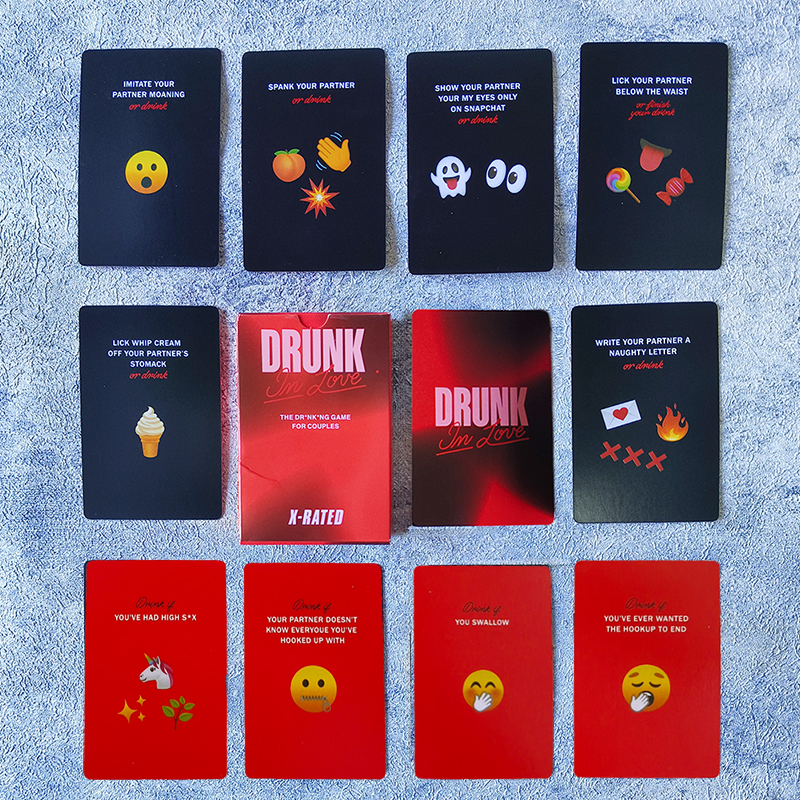 IMITATE YOUR
PARTNER MOANING
or drink
SPANK YOUR PARTNER
or drink
SHOW YOUR PARTNER
YOUR MY EYES ONLY
ON SNAPCHAT
or drink
LICK YOUR PARTNER
BELOW THE WAIST
or finish
your drink
LICK WHIP CREAM
OFF YOUR PARTNER'S
STOMACK
or drink
DRUNK
In Love
THE DR*NK*NG GAME
FOR COUPLES
X-RATED
DRUNK
In Love
WRITE YOUR PARTNER A
NAUGHTY LETTER
or drink
Drink if
YOU'VE HAD HIGH S*X
Drink if
YOUR PARTNER DOESN'T
KNOW EVERYOUE YOU'VE
HOOKED UP WITH
Drink if
YOU SWALLOW
Drink if
YOU'VE EVER WANTED
THE HOOKUP TO END